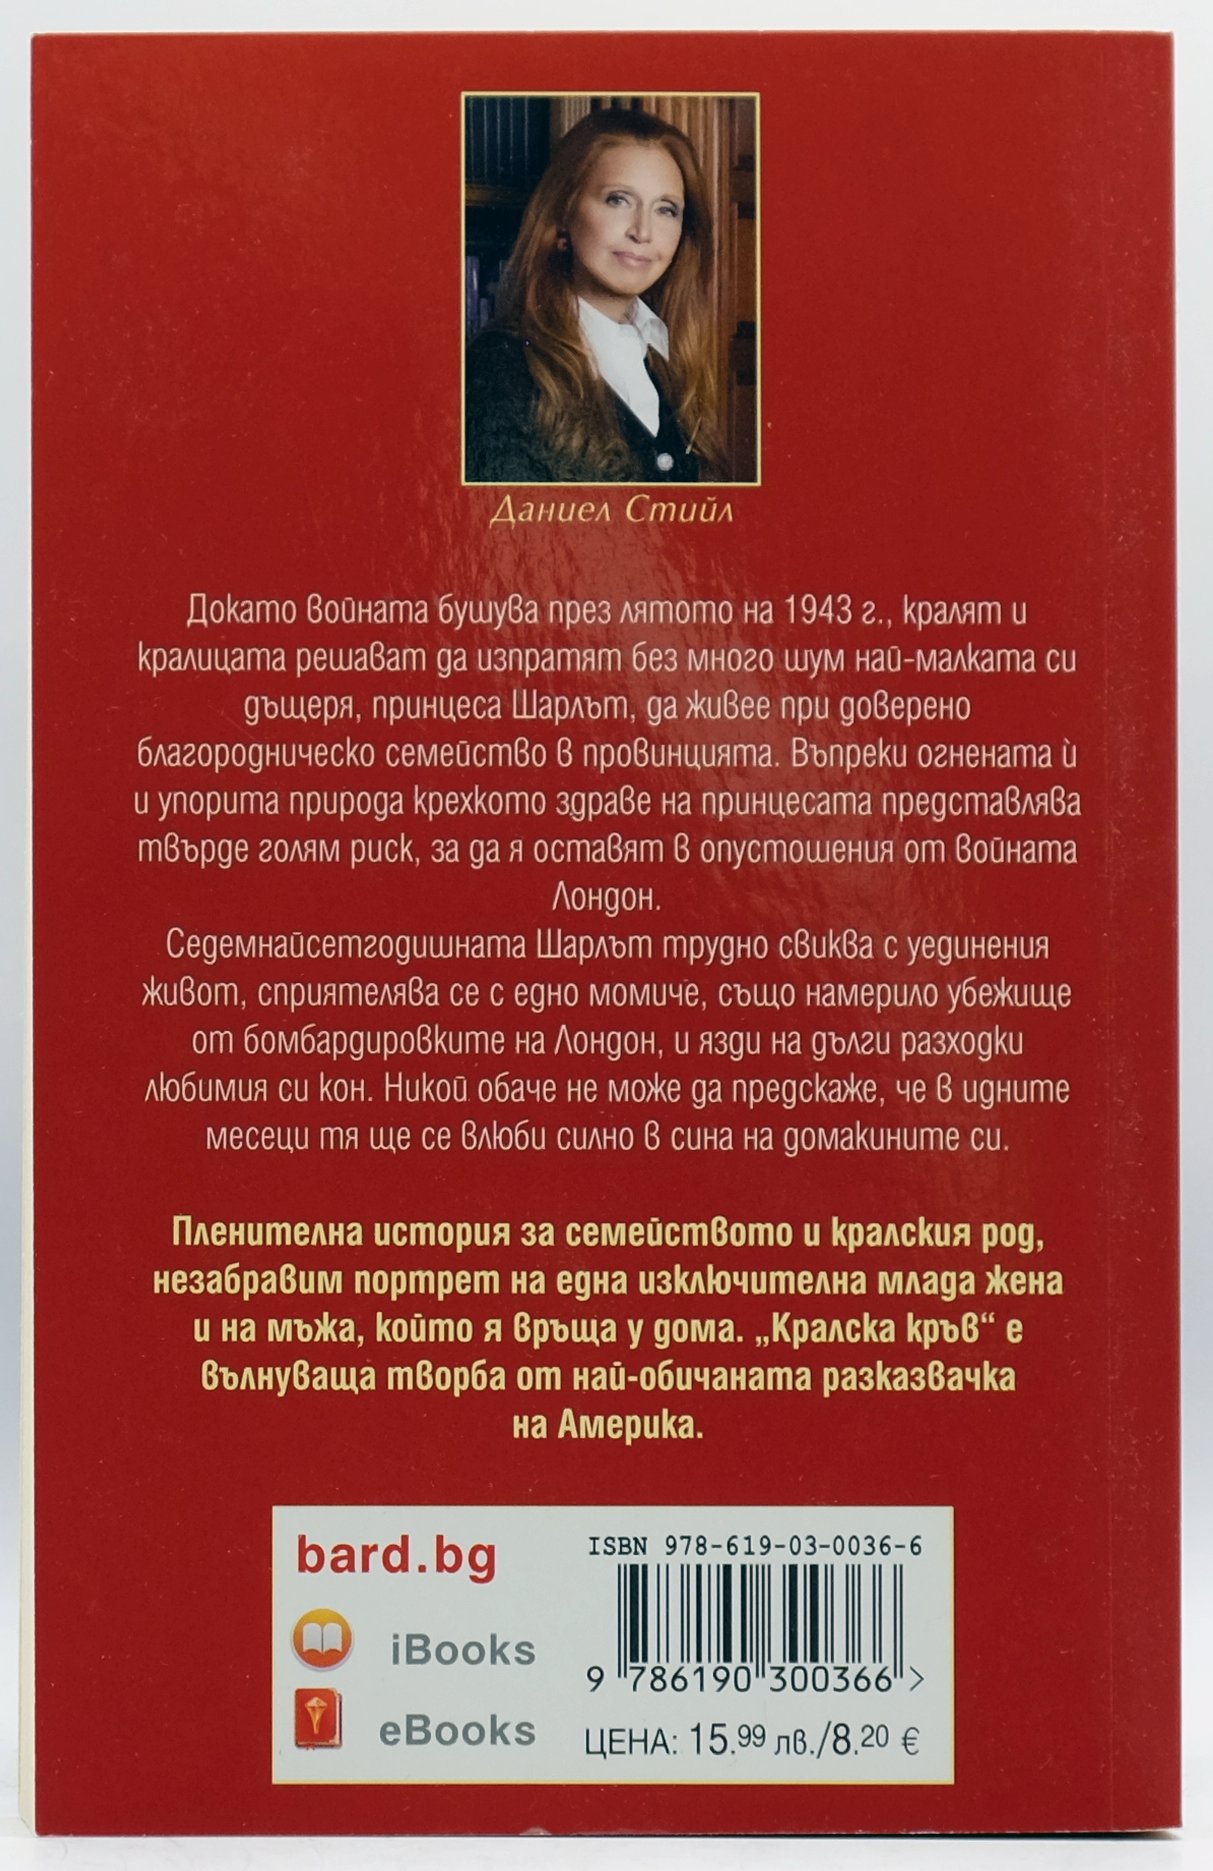 Даниел Стийл
Докато войната бушува през лятото на 1943 г., кралят и
кралицата решават да изпратят без много шум най-малката си
дъщеря, принцеса Шарлът, да живее при доверено
благородническо семейство в провинцията. Въпреки огнената ѝ
и упорита природа крехкото здраве на принцесата представлява
твърде голям риск, за да я оставят в опустошения от войната
Лондон.
Седемнайсетгодишната Шарлът трудно свиква с уединения
живот, сприятелява се с едно момиче, също намерило убежище
от бомбардировките на Лондон, и язди на дълги разходки
любимия си кон. Никой обаче не може да предскаже, че в идните
месеци тя ще се влюби силно в сина на домакините си.
Пленителна история за семейството и кралския род,
незабравим портрет на една изключителна млада жена
и на мъжа, който я връща у дома. „Кралска кръв“ е
вълнуваща творба от най-обичаната разказвачка
на Америка.
bard.bg
iBooks
eBooks
ISBN 978-619-03-0036-6
9 786190 300366 >
ЦЕНА: 15.99 лв./8.20 €